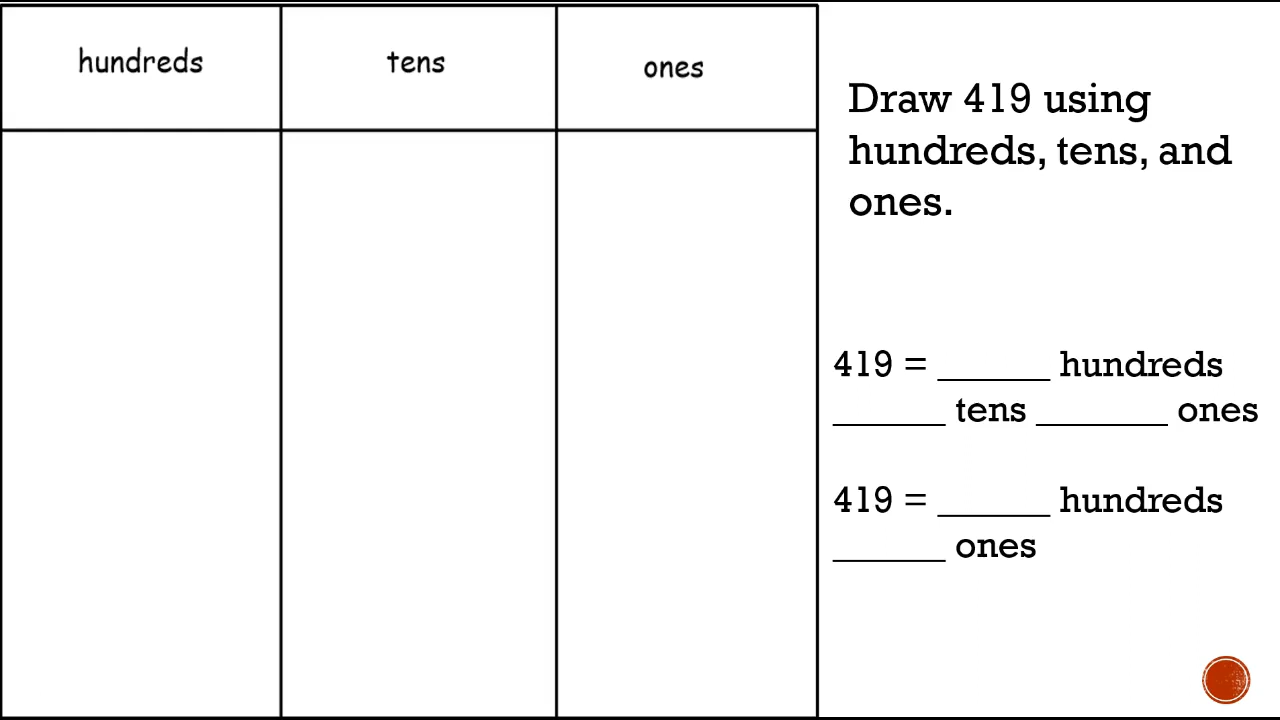 hundreds
tens
ones
Draw 419 using
hundreds, tens, and
ones.
419 = ______ hundreds
______ tens _______ ones
419 = ______ hundreds
______ ones